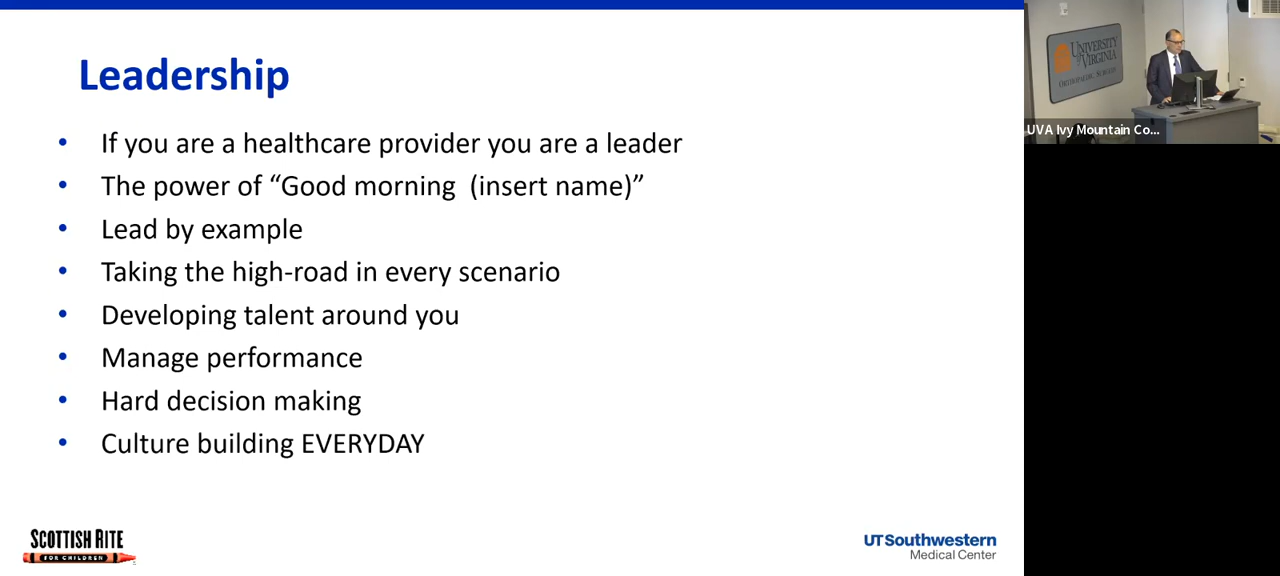 Leadership
• If you are a healthcare provider you are a leader
• The power of “Good morning  (insert name)”
• Lead by example
• Taking the high-road in every scenario
• Developing talent around you
• Manage performance
• Hard decision making
• Culture building EVERYDAY
SCOTTISH RITE
FOR CHILDREN
UTSouthwestern
Medical Center
UNIVERSITY
of VIRGINIA
ORTHOPAEDIC SURGERY
UVA Ivy Mountain Co...